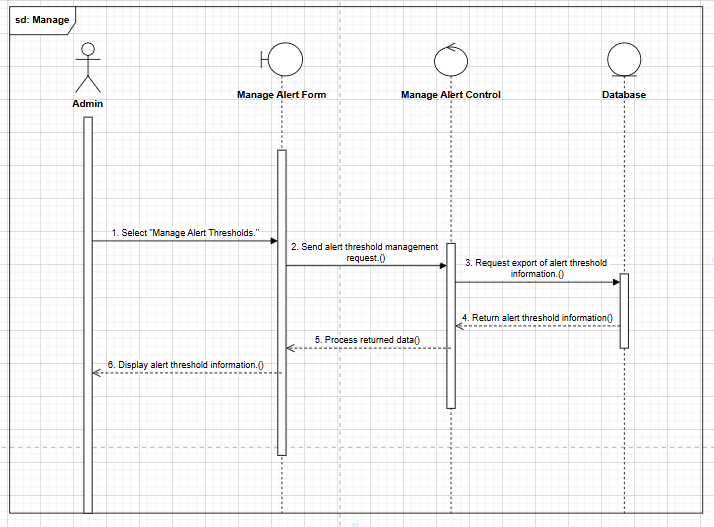 sd: Manage
Admin
Manage Alert Form
Manage Alert Control
Database
1. Select "Manage Alert Thresholds."
2. Send alert threshold management
request.()
3. Request export of alert threshold
information.()
4. Return alert threshold information()
5. Process returned data()
6. Display alert threshold information.()